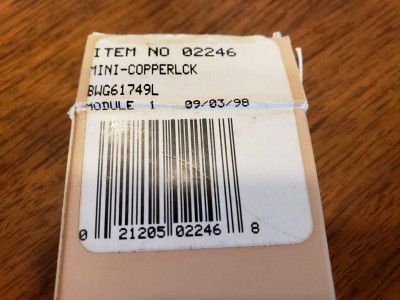 ITEM NO 02246
MINI-COPPERLCK
BWG61749L
MODULE 1 09/03/98
0 21205 02246 8